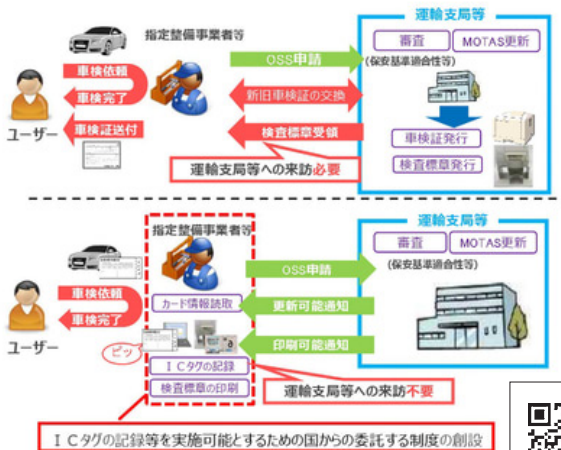 運輸支局等
指定整備事業者等
審査
MOTAS更新
OSS申請
(保安基準適合性等)
車検依頼
新旧車検証の交換
車検完了
ユーザー
車検証送付
検査標章受領
車検証発行
検査標章発行
運輸支局等への来訪必要
運輸支局等
指定整備事業者等
審査
MOTAS更新
OSS申請
(保安基準適合性等)
車検依頼
カード情報読取
更新可能通知
車検完了
ユーザー
ピッ
印刷可能通知
ICタグの記録
検査標章の印刷
運輸支局等への来訪不要
ICタグの記録等を実施可能とするための国からの委託する制度の創設